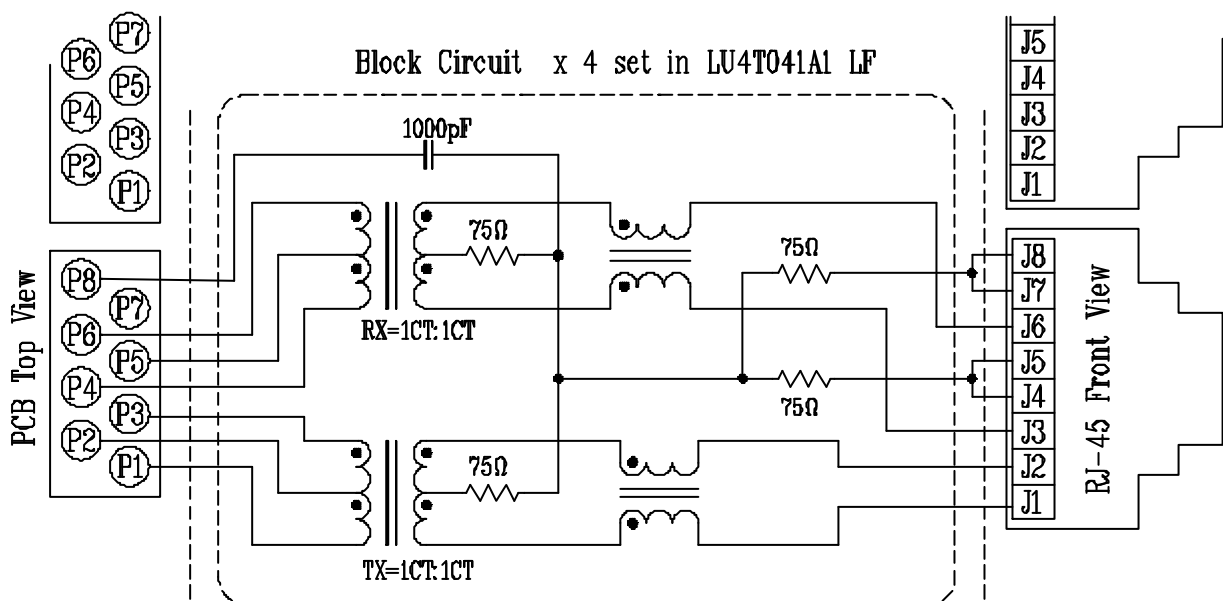 Block Circuit x 4 set in LU4T041A1 LF
P7
P6
P5
P4
P3
P2
P1
J5
J4
J3
J2
J1
1000pF
75Ω
75Ω
RX=1CT:1CT
75Ω
75Ω
TX=1CT:1CT
PCB Top View
P8
P7
P6
P5
P4
P3
P2
P1
J8
J7
J6
J5
J4
J3
J2
J1
RJ-45 Front View